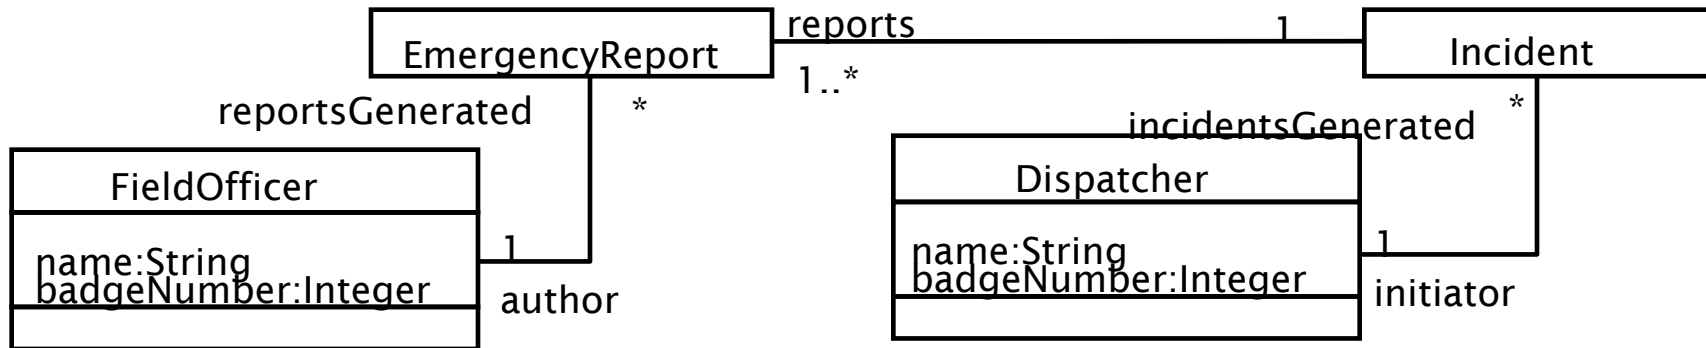 reports
1
EmergencyReport
Incident
1..*
reportsGenerated
*
*
incidentsGenerated
FieldOfficer
Dispatcher
name:String
badgeNumber:Integer
1
author
name:String
badgeNumber:Integer
1
initiator